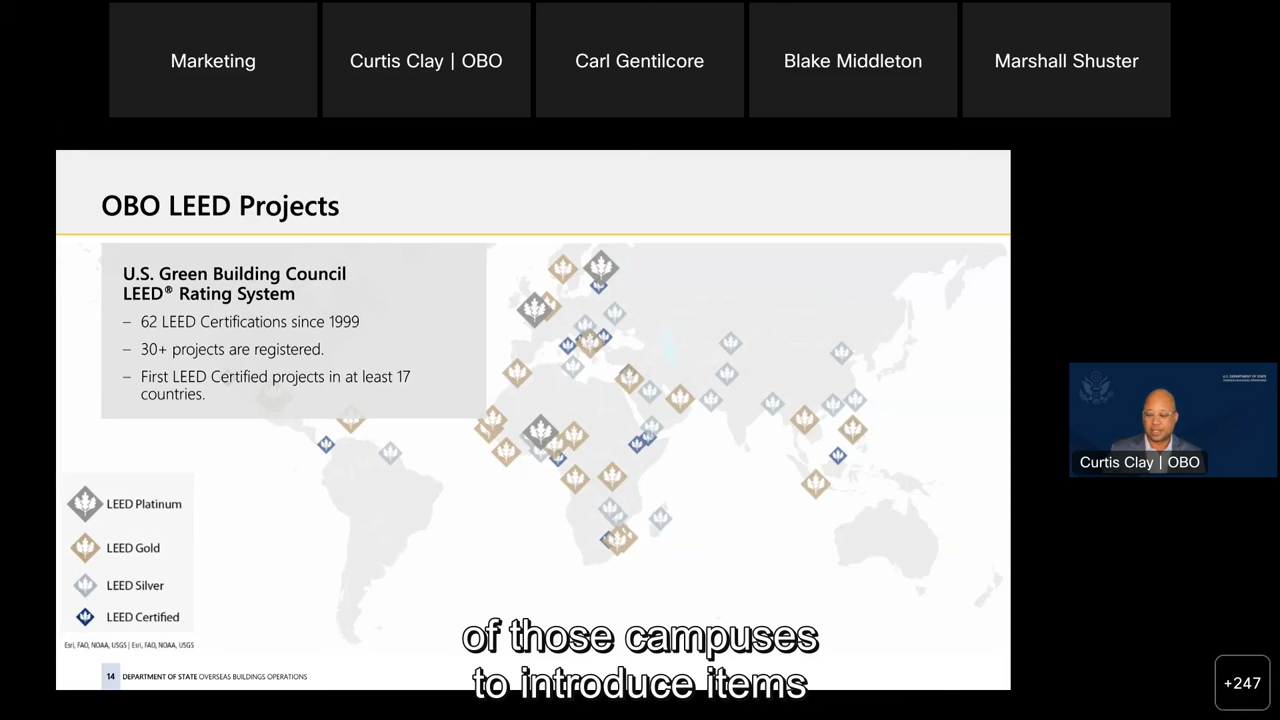 Marketing
Curtis Clay | OBO
Carl Gentilcore
Blake Middleton
Marshall Shuster
OBO LEED Projects
U.S. Green Building Council
LEED® Rating System
– 62 LEED Certifications since 1999
– 30+ projects are registered.
– First LEED Certified projects in at least 17
countries.
LEED Platinum
LEED Gold
LEED Silver
LEED Certified
Esri, FAO, NOAA, USGS | Esri, FAO, NOAA, USGS
14 DEPARTMENT OF STATE OVERSEAS BUILDINGS OPERATIONS
U.S. DEPARTMENT OF STATE
Curtis Clay | OBO
of those campuses
to introduce items
+247